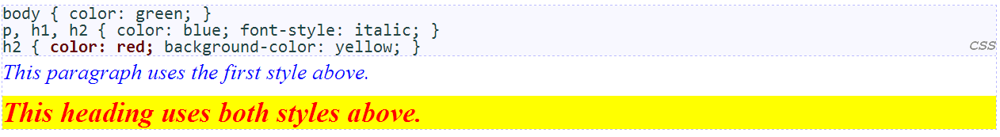 body { color: green; }
p, h1, h2 { color: blue; font-style: italic; }
h2 { color: red; background-color: yellow; }
CSS
This paragraph uses the first style above.
This heading uses both styles above.